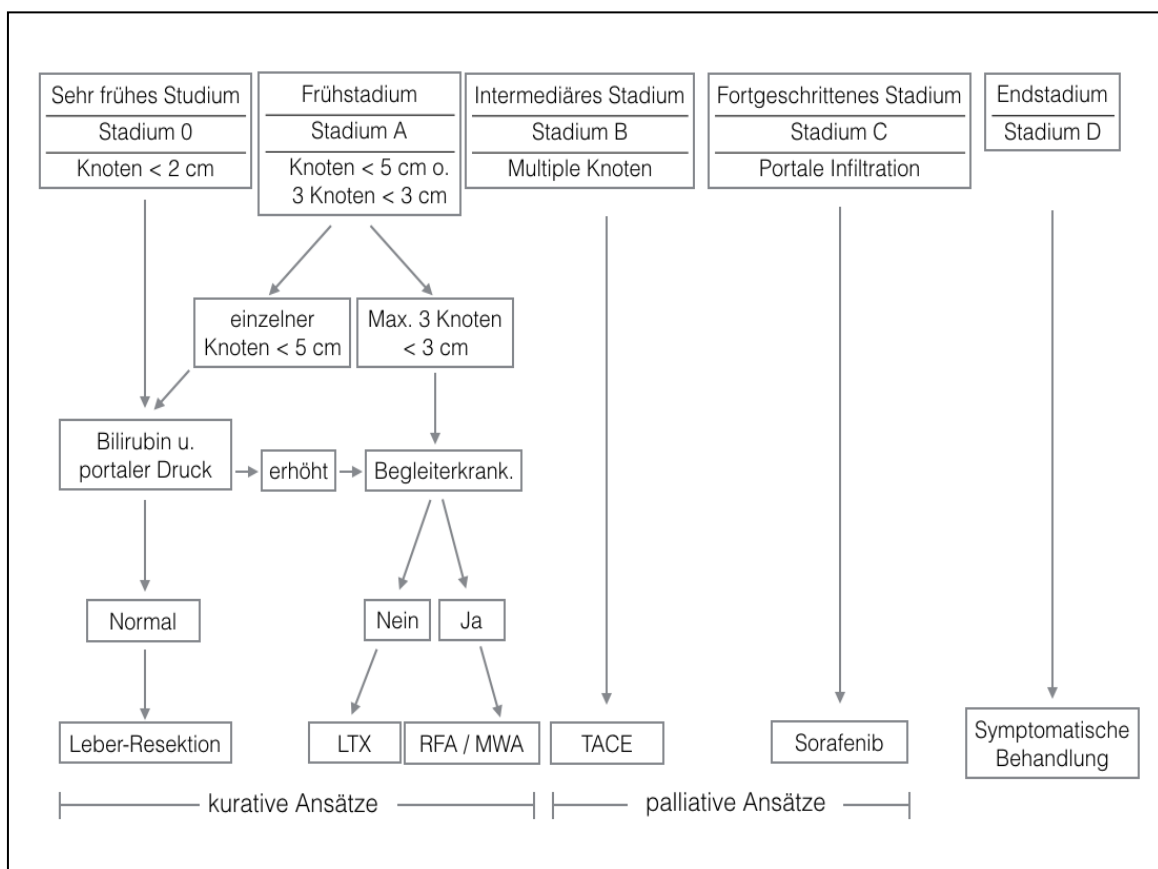 Sehr frühes Studium
Stadium 0
Knoten < 2 cm
Frühstadium
Stadium A
Knoten < 5 cm o.
3 Knoten < 3 cm
Intermediäres Stadium
Stadium B
Multiple Knoten
Fortgeschrittenes Stadium
Stadium C
Portale Infiltration
Endstadium
Stadium D
einzelner
Knoten < 5 cm
Max. 3 Knoten
< 3 cm
Bilirubin u.
portaler Druck
erhöht
Begleiterkrank.
Normal
Nein
Ja
Leber-Resektion
LTX
RFA / MWA
TACE
Sorafenib
Symptomatische
Behandlung
kurative Ansätze
palliative Ansätze